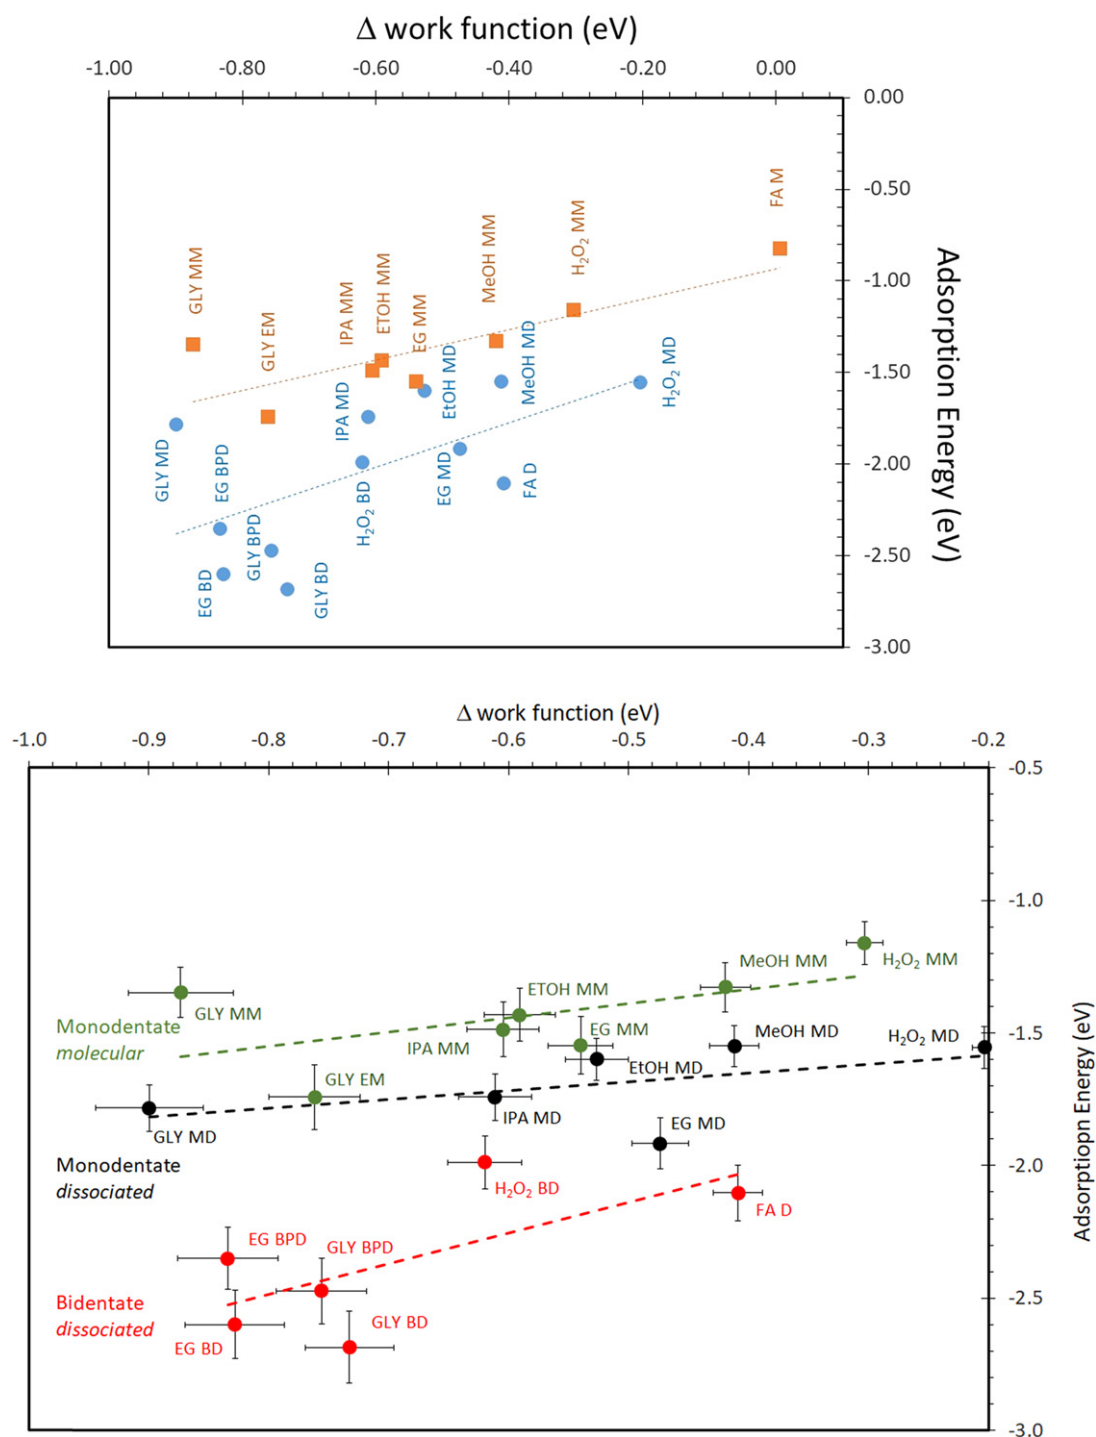 Δ work function (eV)
-1.00 -0.80 -0.60 -0.40 -0.20 0.00
0.00
-0.50
-1.00
-1.50
-2.00
-2.50
-3.00
Adsorption Energy (eV)
FA M
H₂O₂ MM
MeOH MM
GLY MM
ETOH MM
IPA MM
EG MM
GLY EM
MeOH MD
H₂O₂ MD
EtOH MD
IPA MD
GLY MD
EG BPD
EG MD
FA D
H₂O₂ BD
GLY BPD
EG BD
GLY BD
Δ work function (eV)
-1.0 -0.9 -0.8 -0.7 -0.6 -0.5 -0.4 -0.3 -0.2
-0.5
-1.0
-1.5
-2.0
-2.5
-3.0
Adsorptiopn Energy (eV)
MeOH MM
H₂O₂ MM
ETOH MM
GLY MM
EG MM
MeOH MD
H₂O₂ MD
Monodentate
molecular
IPA MM
EtOH MD
GLY EM
IPA MD
EG MD
GLY MD
Monodentate
dissociated
H₂O₂ BD
FA D
EG BPD
GLY BPD
Bidentate
dissociated
GLY BD
EG BD